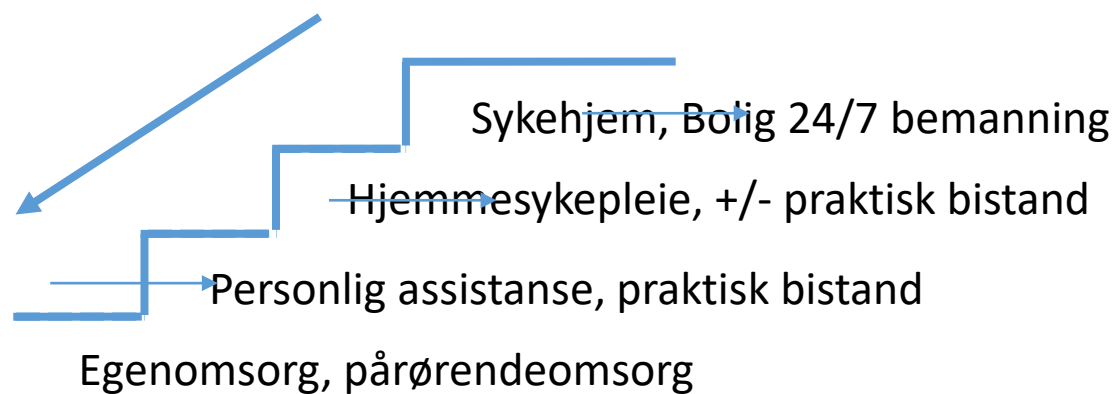 Sykehjem, Bolig 24/7 bemanning
Hjemmesykepleie, +/- praktisk bistand
Personlig assistanse, praktisk bistand
Egenomsorg, pårørendeomsorg